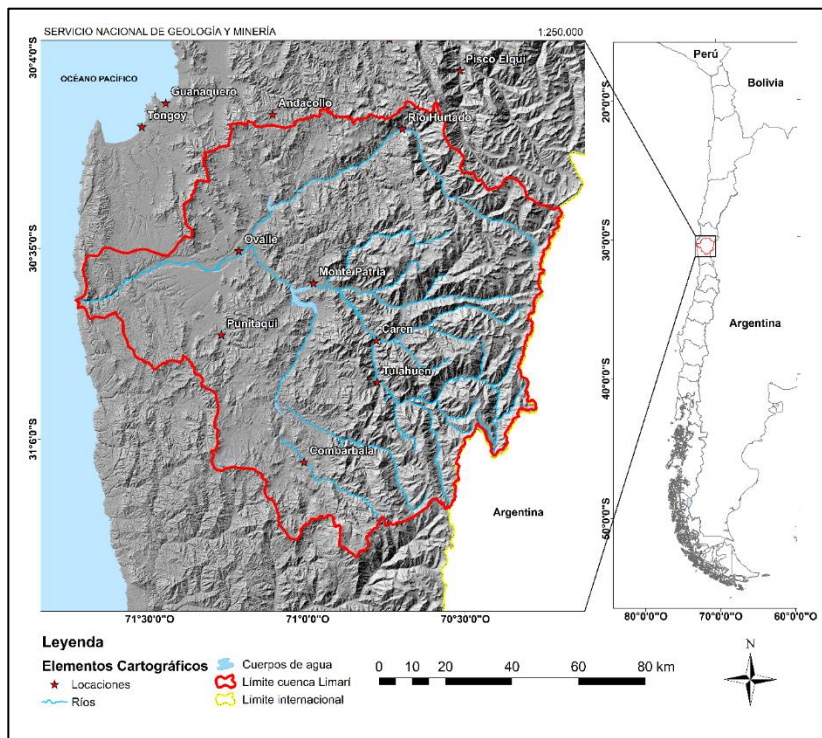 SERVICIO NACIONAL DE GEOLOGÍA Y MINERÍA
1:250.000
OCÉANO PACÍFICO
Pisco Elqui
Guanaquero
Andacollo
Tongoy
Río Hurtado
Ovalle
Monte Patria
Punitaqui
Carén
Tulahuén
Combarbalá
Argentina
30°4'0"S
30°35'0"S
31°6'0"S
71°30'0"O
71°0'0"O
70°30'0"O
Perú
Bolivia
Argentina
20°0'0"S
30°0'0"S
40°0'0"S
50°0'0"S
80°0'0"O
70°0'0"O
60°0'0"O
Leyenda
Elementos Cartográficos
Locaciones
Ríos
Cuerpos de agua
Límite cuenca Limarí
Límite internacional
0 10 20 40 60 80 km
N